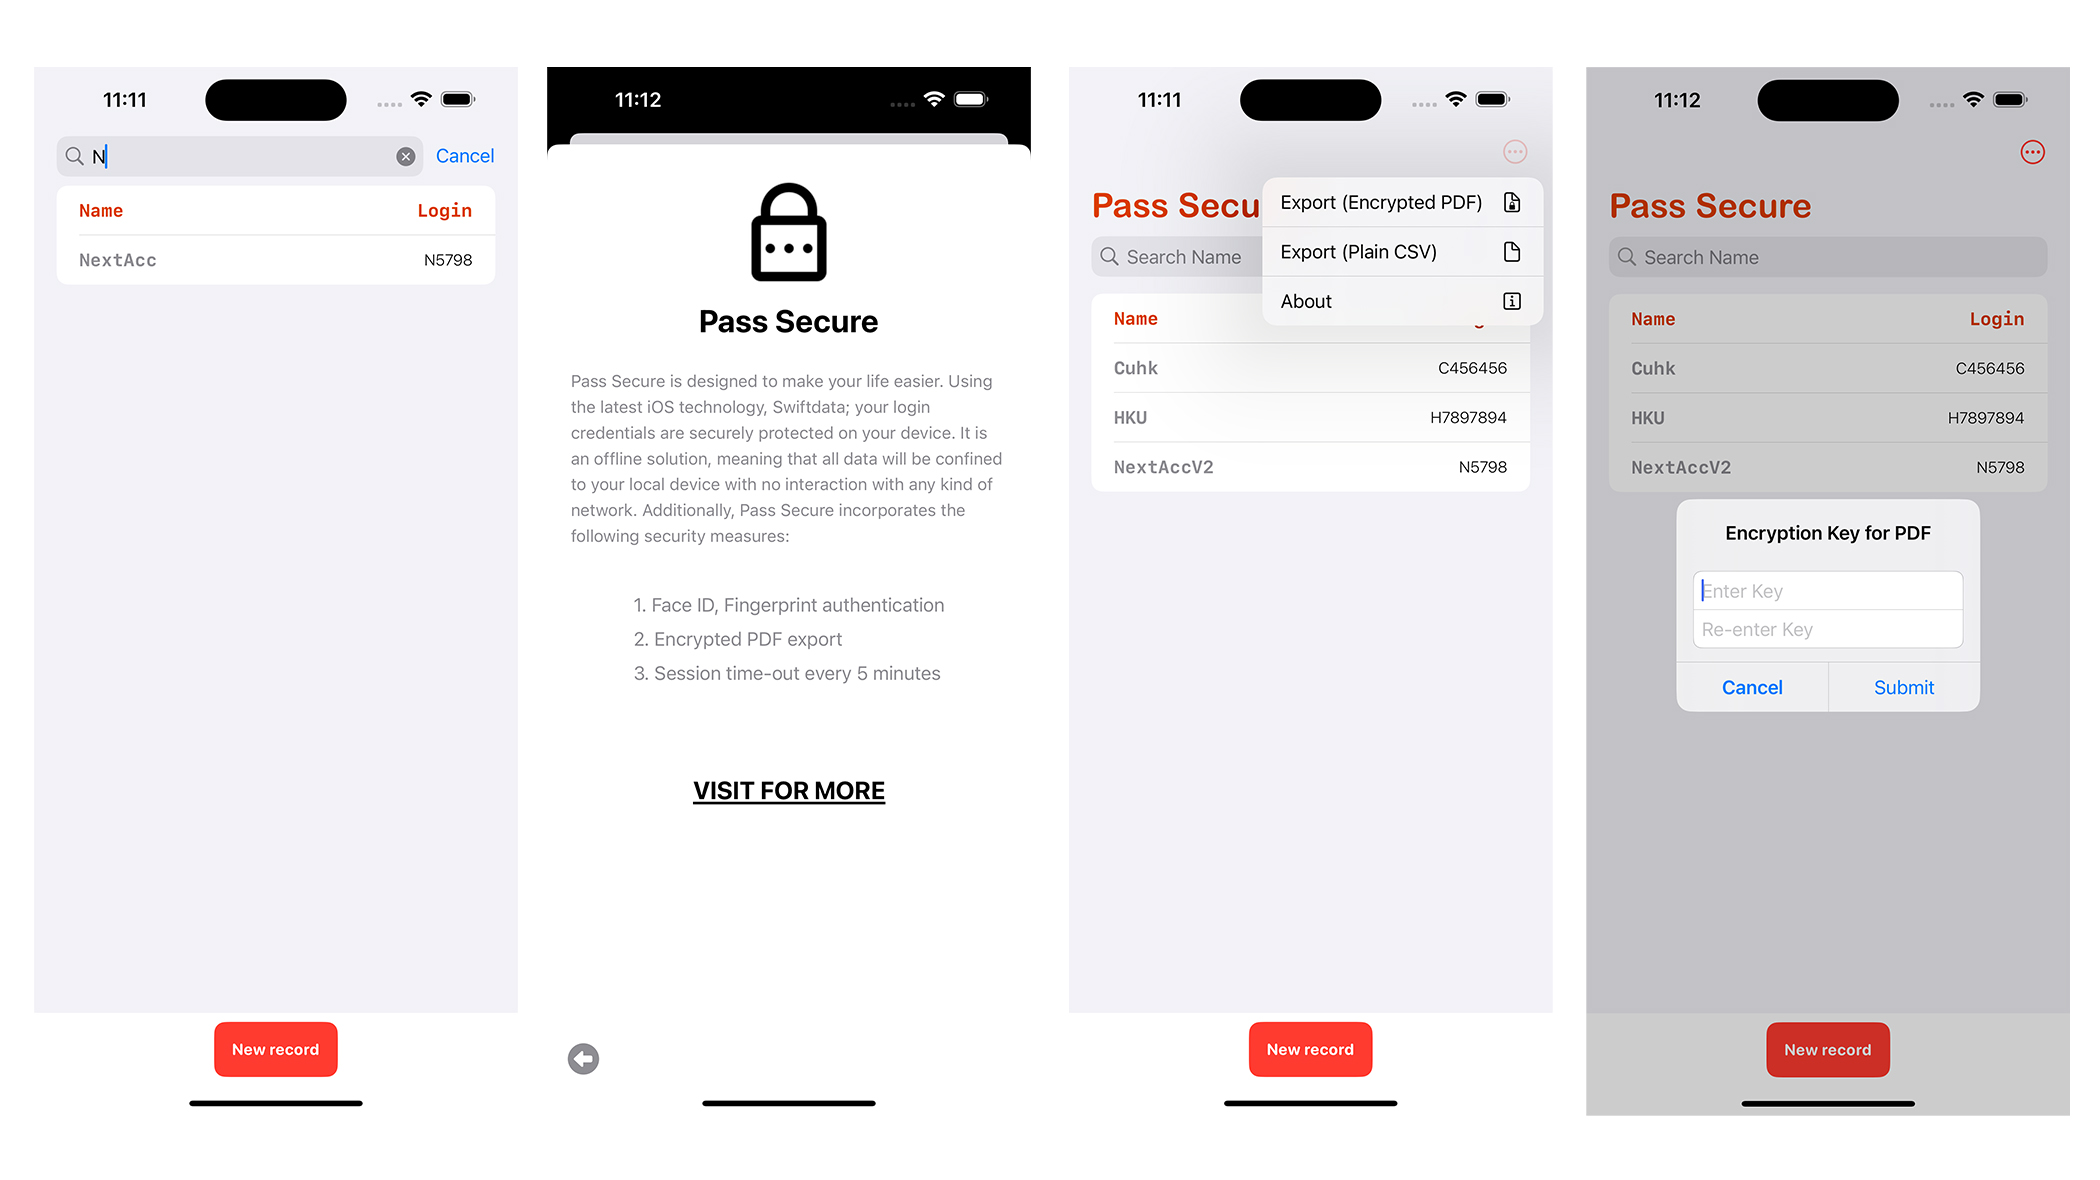 11:11
N
Cancel
Name Login
NextAcc N5798
New record
11:12
Pass Secure
Pass Secure is designed to make your life easier. Using
the latest iOS technology, Swiftdata; your login
credentials are securely protected on your device. It is
an offline solution, meaning that all data will be confined
to your local device with no interaction with any kind of
network. Additionally, Pass Secure incorporates the
following security measures:
1. Face ID, Fingerprint authentication
2. Encrypted PDF export
3. Session time-out every 5 minutes
VISIT FOR MORE
11:11
Pass Secu
Export (Encrypted PDF)
Export (Plain CSV)
About
Search Name
Name
Cuhk C456456
HKU H7897894
NextAccV2 N5798
New record
11:12
Pass Secure
Search Name
Name Login
Cuhk C456456
HKU H7897894
NextAccV2 N5798
Encryption Key for PDF
Enter Key
Re-enter Key
Cancel Submit
New record